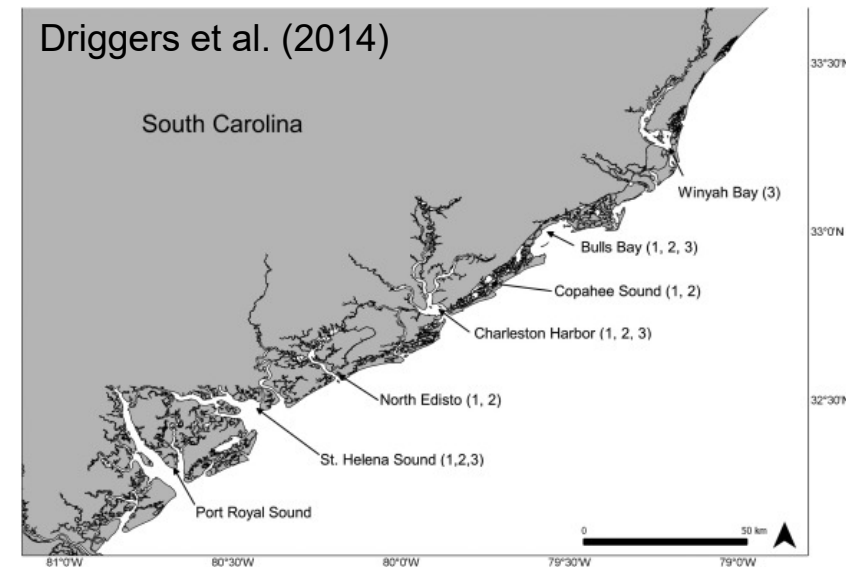 Driggers et al. (2014)
South Carolina
33°30'N
Winyah Bay (3)
33°0'N
Bulls Bay (1, 2, 3)
Copahee Sound (1, 2)
Charleston Harbor (1, 2, 3)
North Edisto (1, 2)
32°30'N
St. Helena Sound (1,2,3)
Port Royal Sound
0 50 km
81°0'W 80°30'W 80°0'W 79°30'W 79°0'W